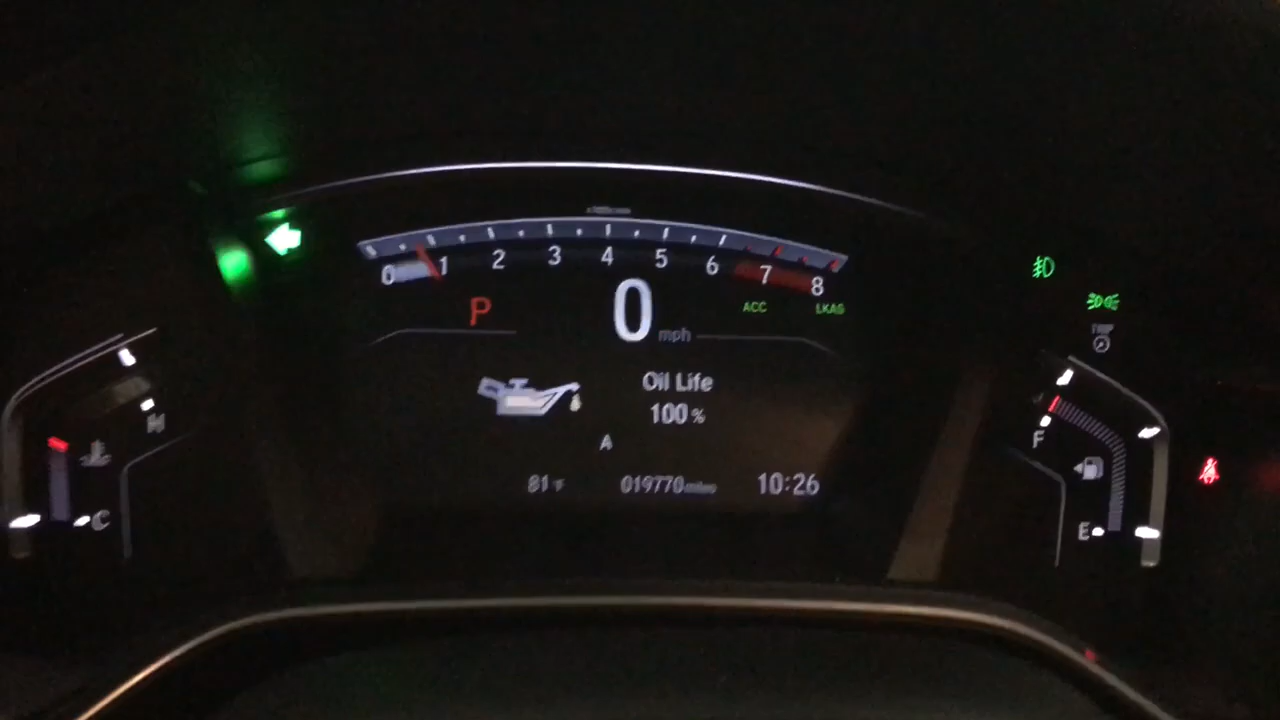 0 1 2 3 4 5 6 7 8
P 0 mph ACC LKAS
TRIP
Oil Life
100 %
A
H
F
C
E
81°F 019770 miles 10:26